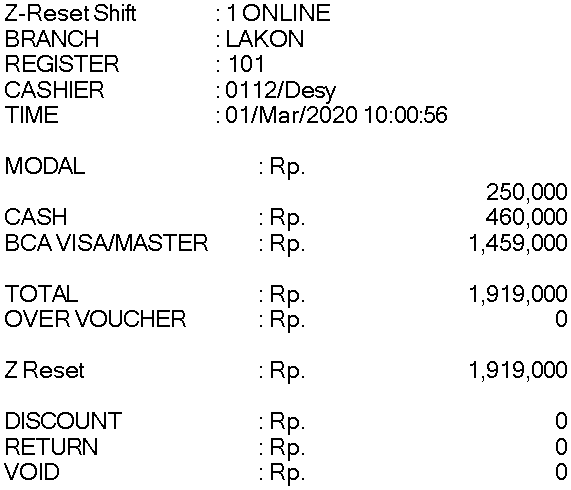 Z-Reset Shift : 1 ONLINE
BRANCH : LAKON
REGISTER : 101
CASHIER : 0112/Desy
TIME : 01/Mar/2020 10:00:56
MODAL : Rp.
250,000
CASH : Rp. 460,000
BCA VISA/MASTER : Rp. 1,459,000
TOTAL : Rp. 1,919,000
OVER VOUCHER : Rp. 0
Z Reset : Rp. 1,919,000
DISCOUNT : Rp. 0
RETURN : Rp. 0
VOID : Rp. 0